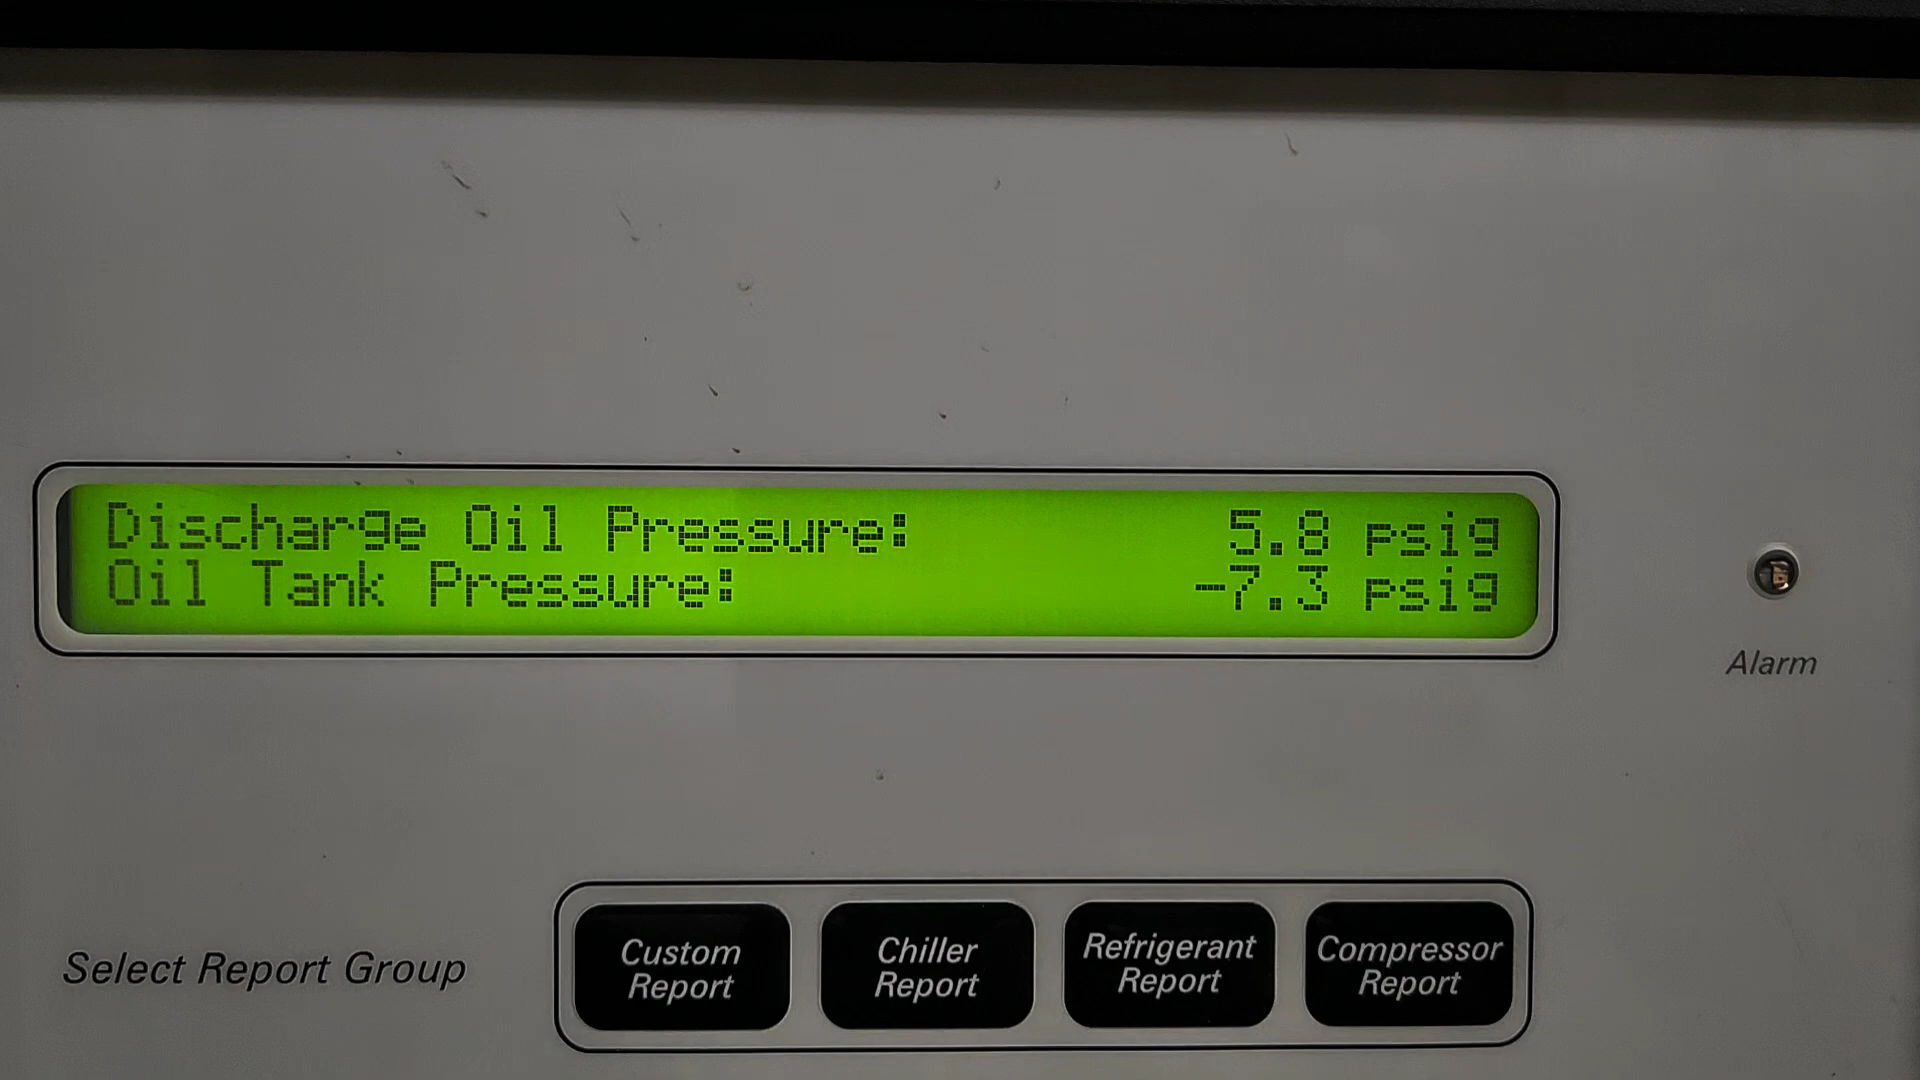 Discharge Oil Pressure: 5.8 psig
Oil Tank Pressure: -7.3 psig
Alarm
Select Report Group
Custom Report
Chiller Report
Refrigerant Report
Compressor Report